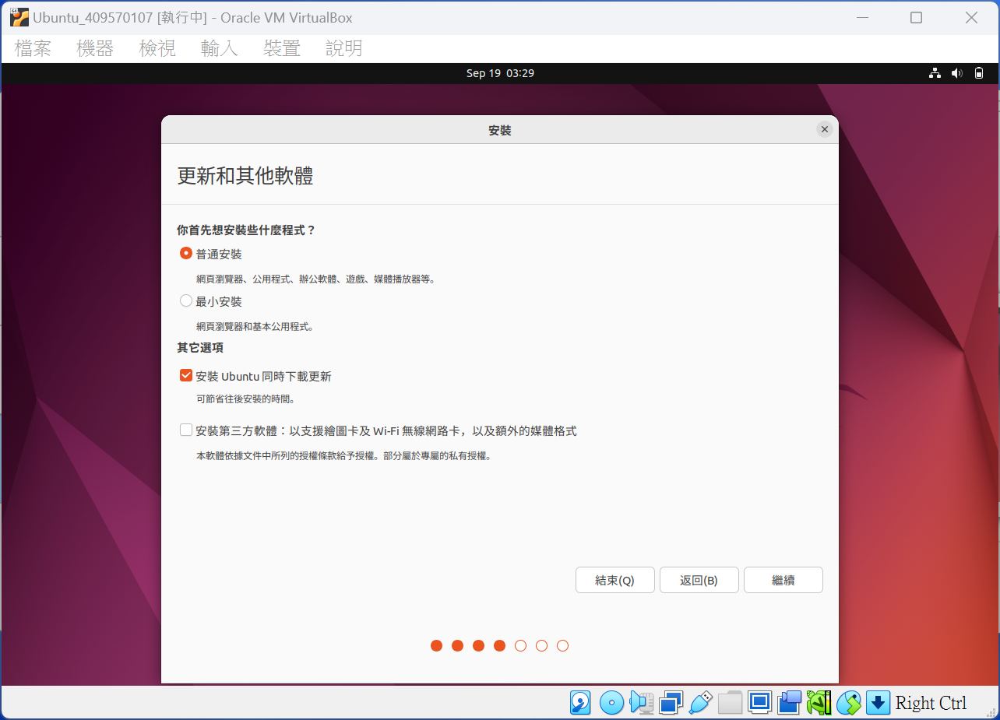 Ubuntu_409570107 [執行中] - Oracle VM VirtualBox
檔案 機器 檢視 輸入 裝置 說明
Sep 19 03:29
安裝
更新和其他軟體
你首先想安裝些什麼程式？
普通安裝
網頁瀏覽器、公用程式、辦公軟體、遊戲、媒體播放器等。
最小安裝
網頁瀏覽器和基本公用程式。
其它選項
安裝 Ubuntu 同時下載更新
可節省往後安裝的時間。
安裝第三方軟體：以支援繪圖卡及 Wi-Fi 無線網路卡，以及額外的媒體格式
本軟體依據文件中所列的授權條款給予授權。部分屬於專屬的私有授權。
結束(Q) 返回(B) 繼續
Right Ctrl